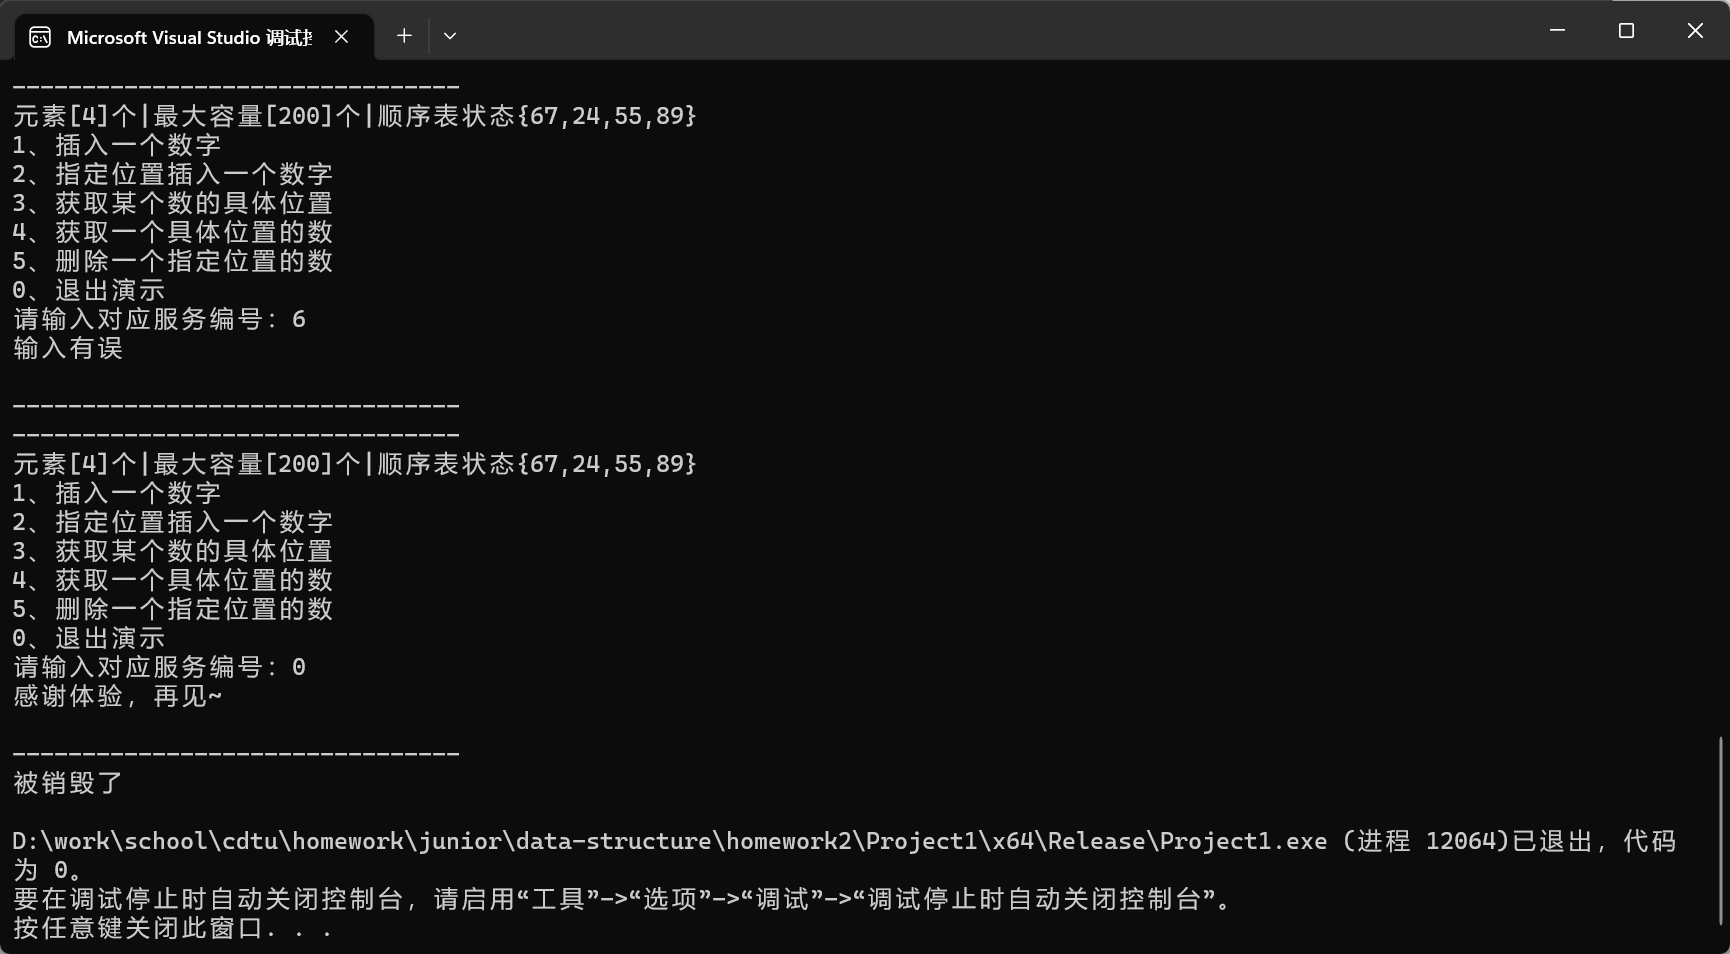 Microsoft Visual Studio 调试
--------------------------------
元素[4]个|最大容量[200]个|顺序表状态{67,24,55,89}
1、插入一个数字
2、指定位置插入一个数字
3、获取某个数的具体位置
4、获取一个具体位置的数
5、删除一个指定位置的数
0、退出演示
请输入对应服务编号：6
输入有误
--------------------------------
--------------------------------
元素[4]个|最大容量[200]个|顺序表状态{67,24,55,89}
1、插入一个数字
2、指定位置插入一个数字
3、获取某个数的具体位置
4、获取一个具体位置的数
5、删除一个指定位置的数
0、退出演示
请输入对应服务编号：0
感谢体验，再见~
--------------------------------
被销毁了
D:\work\school\cdtu\homework\junior\data-structure\homework2\Project1\x64\Release\Project1.exe (进程 12064)已退出，代码
为 0。
要在调试停止时自动关闭控制台，请启用“工具”->“选项”->“调试”->“调试停止时自动关闭控制台”。
按任意键关闭此窗口. . .